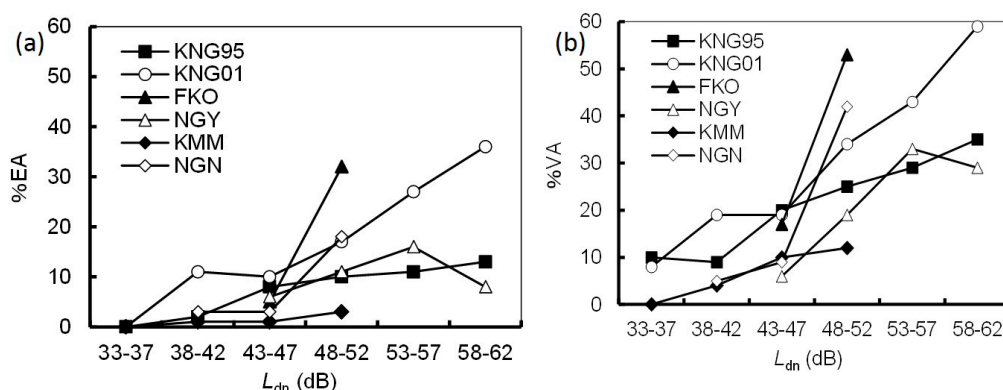 (a)
%EA
60
50
40
30
20
10
0
KNG95
KNG01
FKO
NGY
KMM
NGN
33-37 38-42 43-47 48-52 53-57 58-62
Ldn (dB)
(b)
%VA
60
50
40
30
20
10
0
KNG95
KNG01
FKO
NGY
KMM
NGN
33-37 38-42 43-47 48-52 53-57 58-62
Ldn (dB)